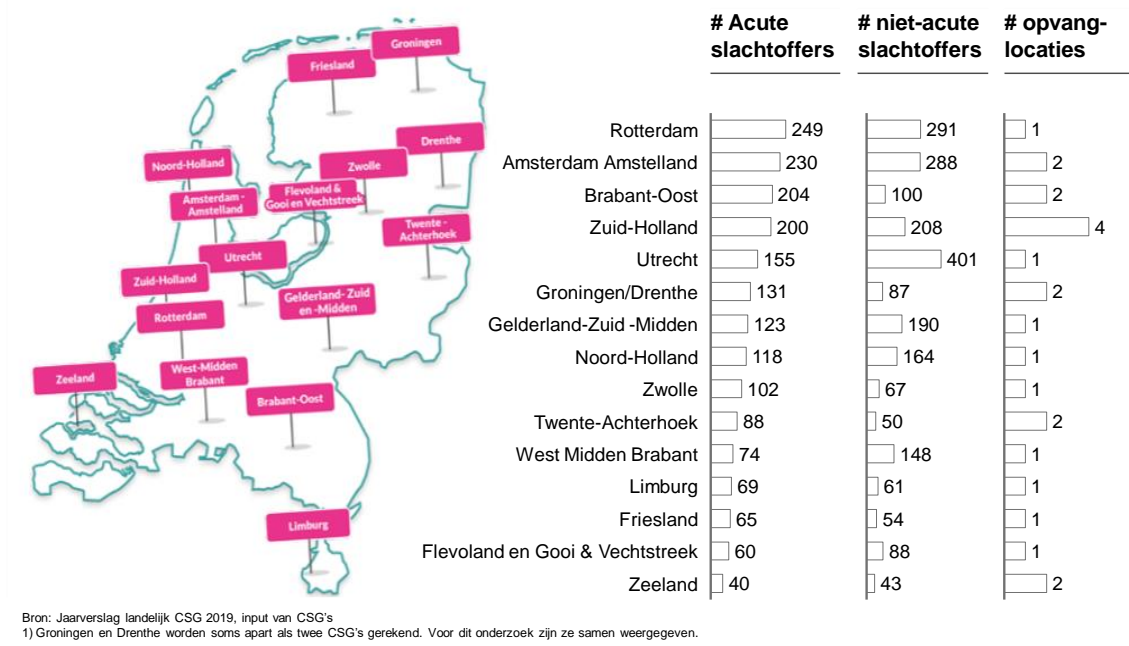 Groningen
Friesland
Drenthe
Noord-Holland
Zwolle
Amsterdam -
Amstelland
Flevoland &
Gooi en Vechtstreek
Twente -
Achterhoek
Utrecht
Zuid-Holland
Gelderland- Zuid
en -Midden
Rotterdam
West-Midden
Brabant
Zeeland
Brabant-Oost
Limburg
# Acute
slachtoffers
# niet-acute
slachtoffers
# opvang-
locaties
Rotterdam 249 291 1
Amsterdam Amstelland 230 288 2
Brabant-Oost 204 100 2
Zuid-Holland 200 208 4
Utrecht 155 401 1
Groningen/Drenthe 131 87 2
Gelderland-Zuid -Midden 123 190 1
Noord-Holland 118 164 1
Zwolle 102 67 1
Twente-Achterhoek 88 50 2
West Midden Brabant 74 148 1
Limburg 69 61 1
Friesland 65 54 1
Flevoland en Gooi & Vechtstreek 60 88 1
Zeeland 40 43 2
Bron: Jaarverslag landelijk CSG 2019, input van CSG's
1) Groningen en Drenthe worden soms apart als twee CSG's gerekend. Voor dit onderzoek zijn ze samen weergegeven.